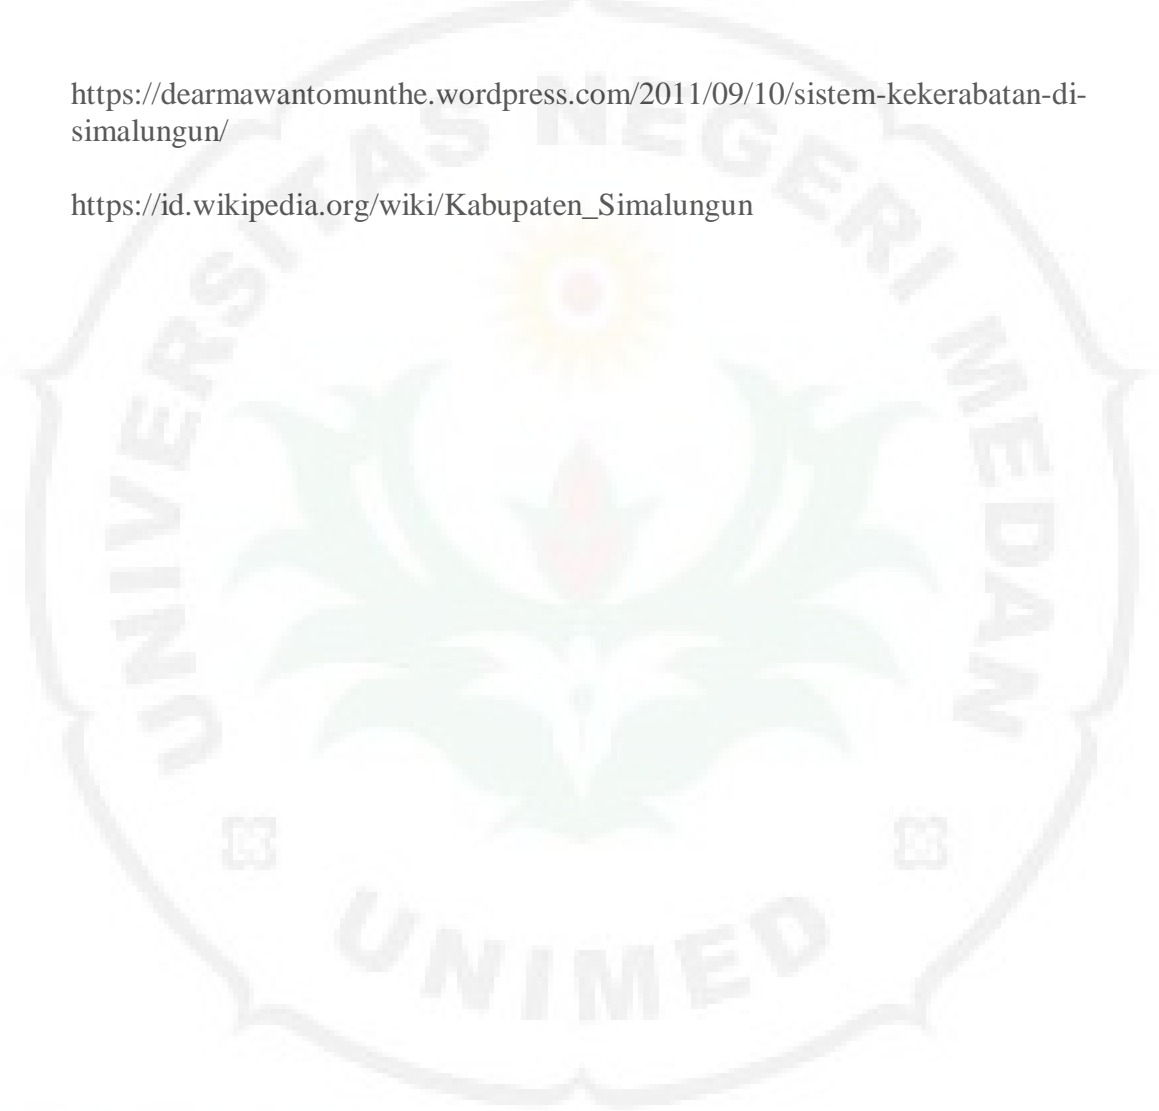 https://dearmawantomunthe.wordpress.com/2011/09/10/sistem-kekerabatan-di-
simalungun/
https://id.wikipedia.org/wiki/Kabupaten_Simalungun
UNIVERSITAS NEGERI MEDAN
UNIMED